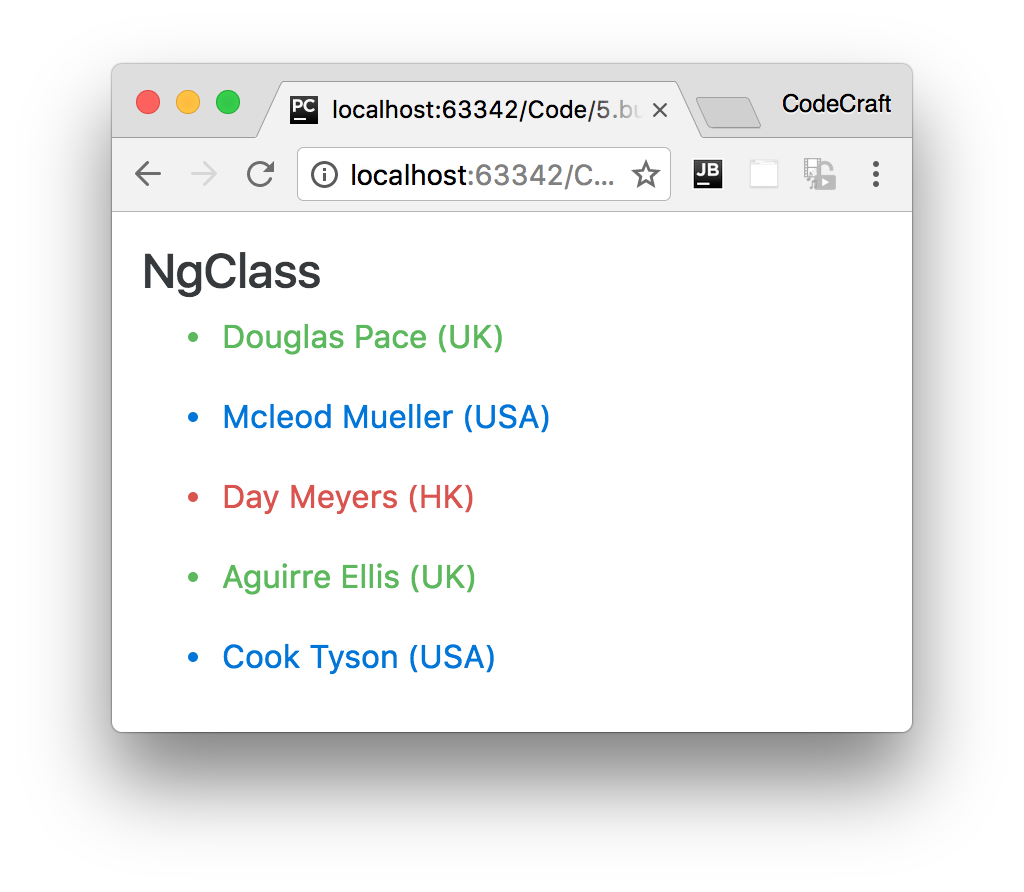 localhost:63342/Code/5.bu
CodeCraft
localhost:63342/C...
JB
NgClass
• Douglas Pace (UK)
• Mcleod Mueller (USA)
• Day Meyers (HK)
• Aguirre Ellis (UK)
• Cook Tyson (USA)